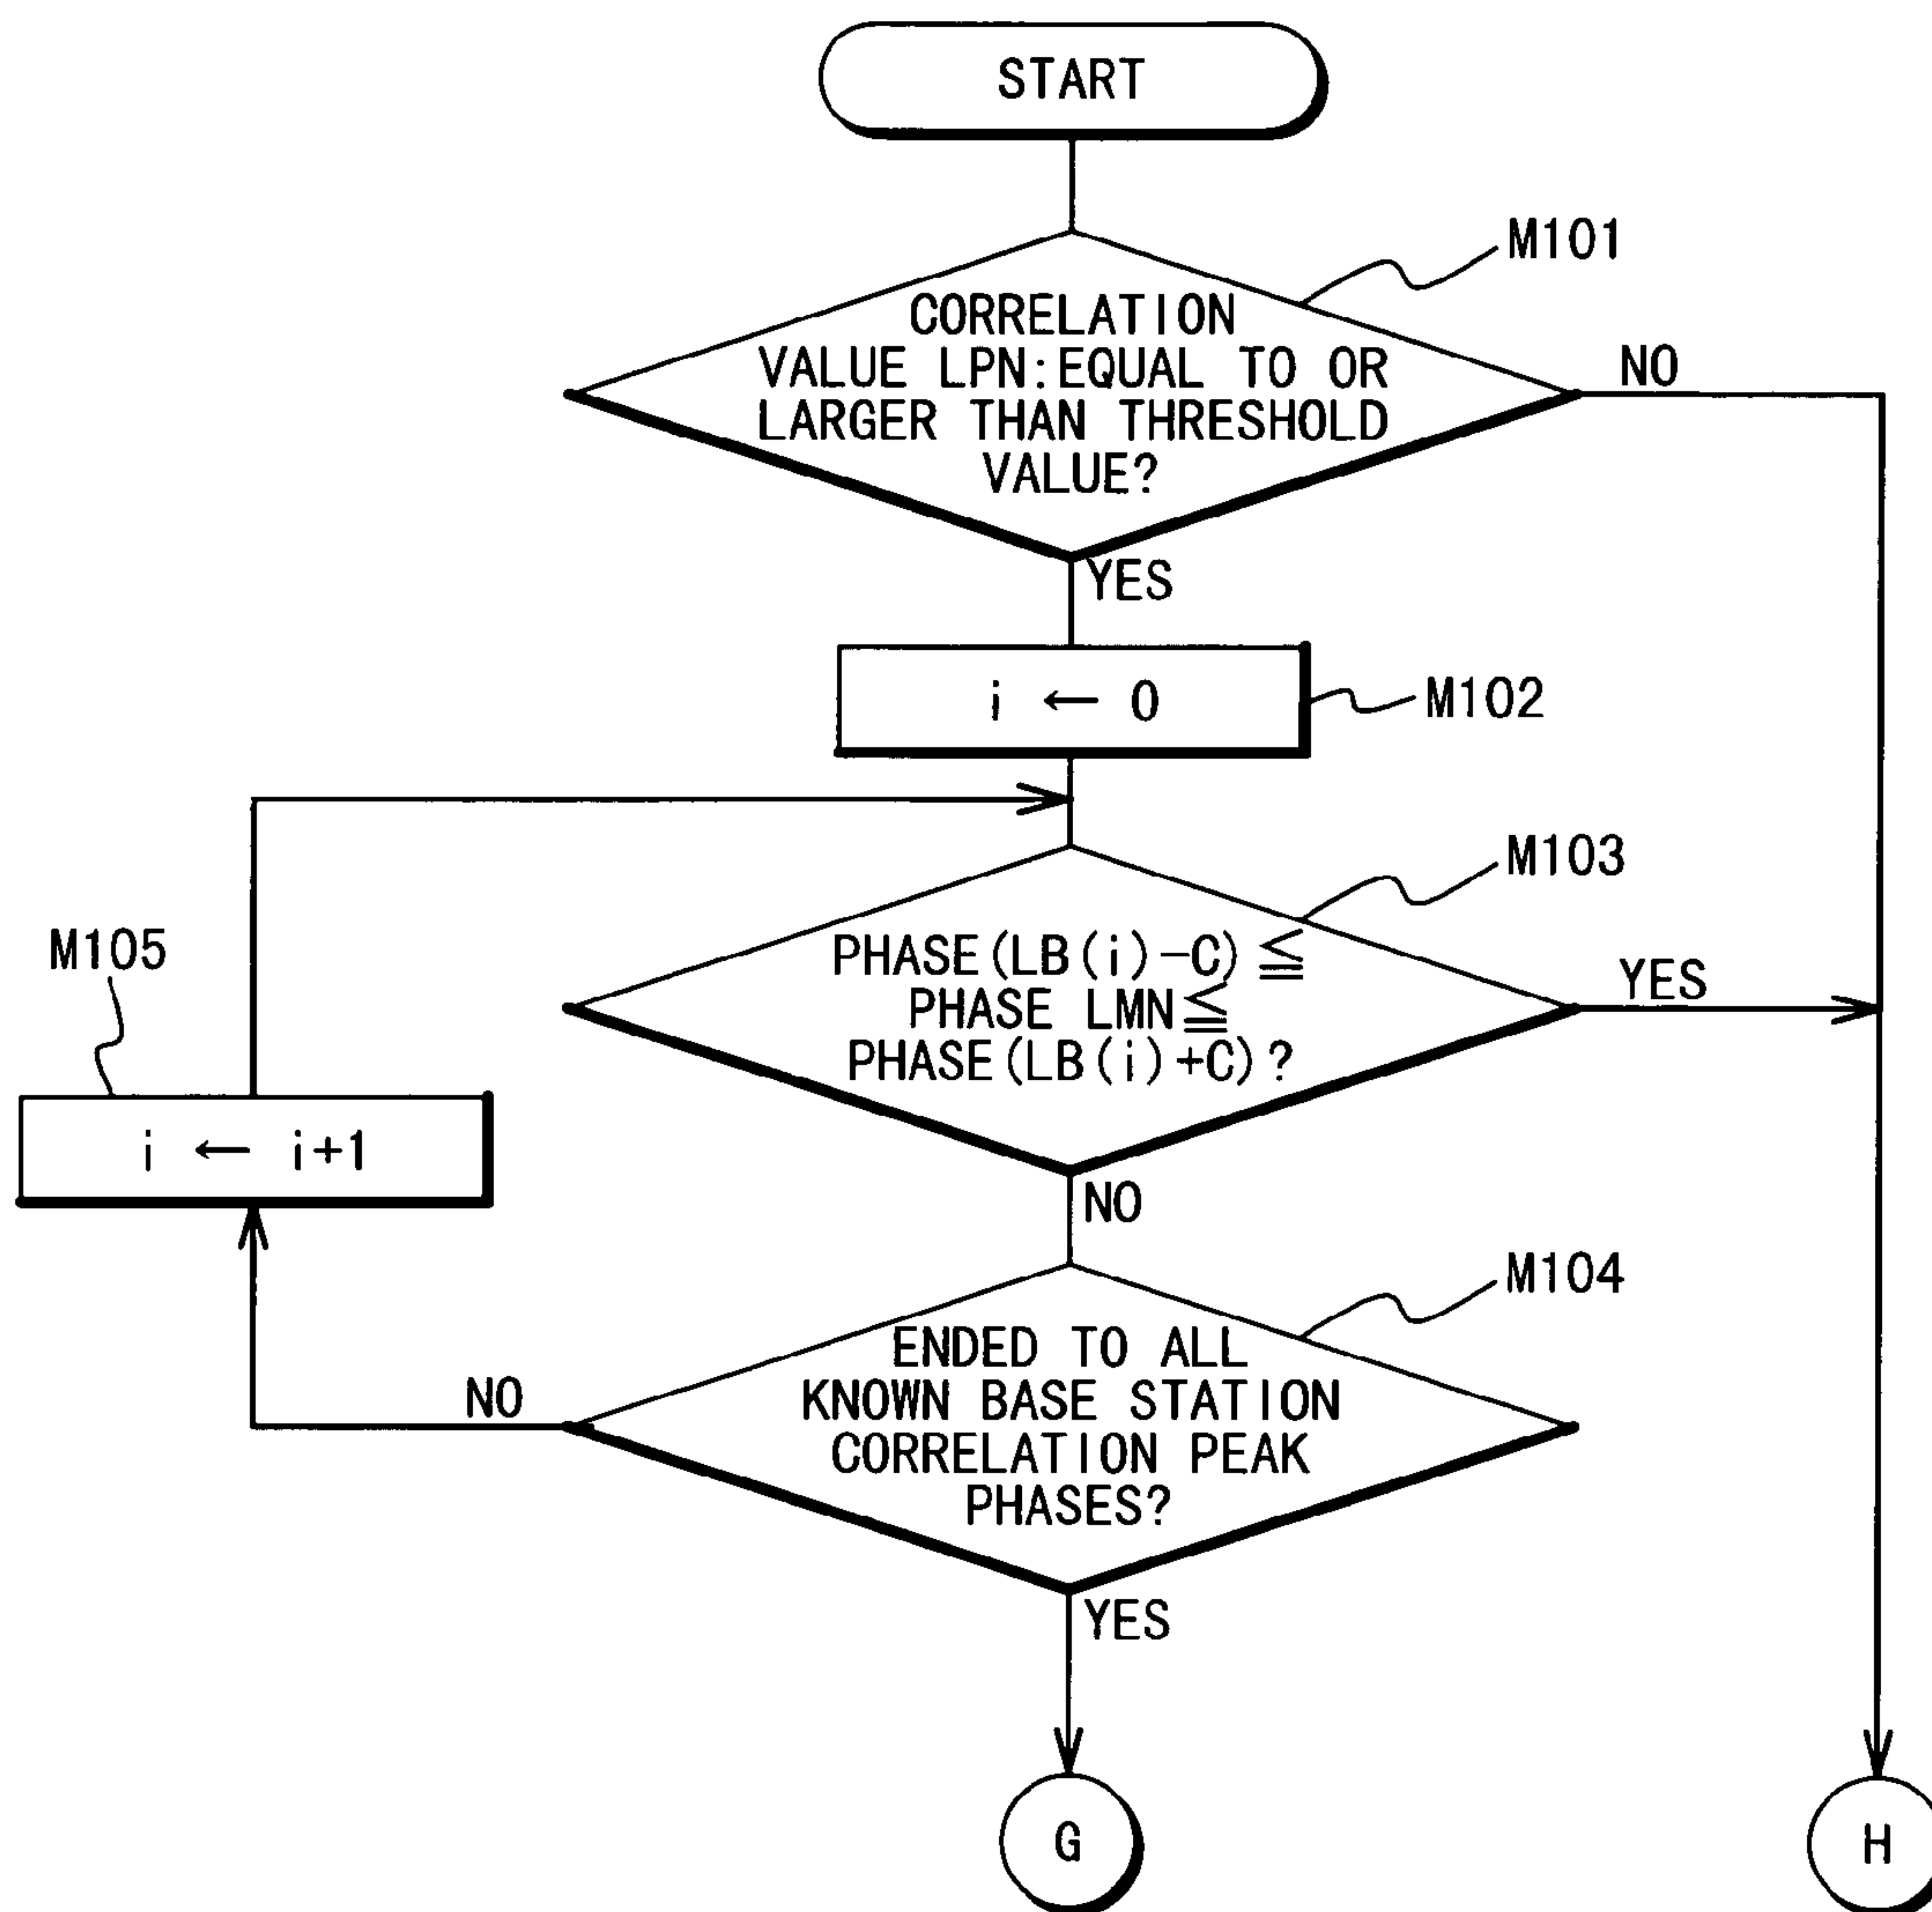 START
M101
CORRELATION
VALUE LPN:EQUAL TO OR
LARGER THAN THRESHOLD
VALUE?
NO
YES
i ← 0
M102
M103
PHASE(LB(i)-C) ≦
PHASE LMN≦
PHASE(LB(i)+C)?
YES
M105
i ← i+1
NO
M104
ENDED TO ALL
KNOWN BASE STATION
CORRELATION PEAK
PHASES?
NO
YES
G
H